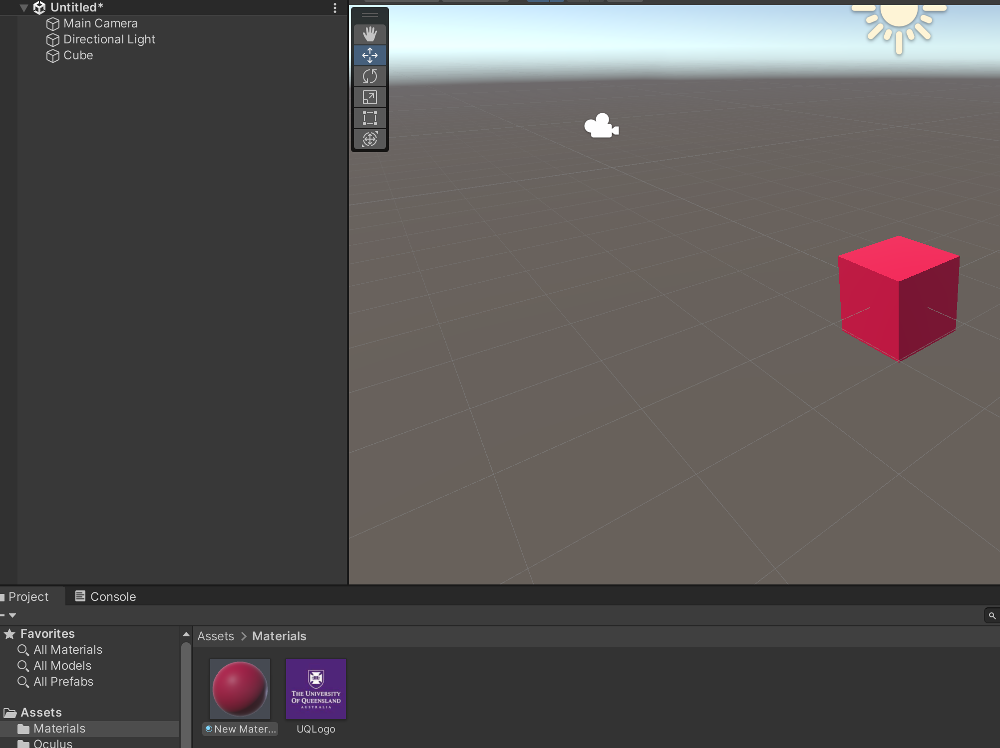 Untitled*
Main Camera
Directional Light
Cube
Project
Console
Favorites
All Materials
All Models
All Prefabs
Assets
Materials
Oculus
Assets > Materials
THE UNIVERSITY
OF QUEENSLAND
AUSTRALIA
New Mater...
UQLogo